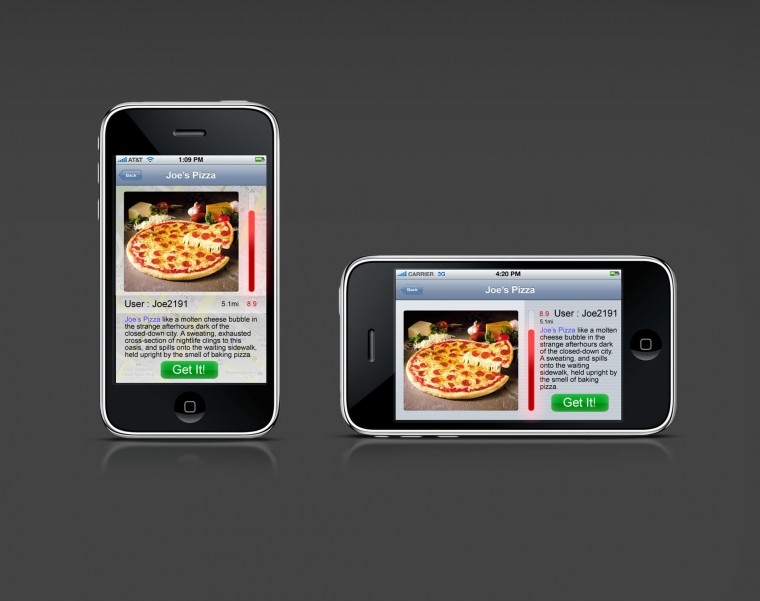 AT&T 1:09 PM
Back Joe's Pizza
User : Joe2191 5.1mi 8.9
Joe's Pizza like a molten cheese bubble in
the strange afterhours dark of the
closed-down city. A sweating, exhausted
cross-section of nightlife clings to this
oasis, and spills onto the waiting sidewalk,
held upright by the smell of baking pizza.
Get It!
CARRIER 3G 4:20 PM
Back Joe's Pizza
8.9 User : Joe2191
5.1mi
Joe's Pizza like a molten
cheese bubble in the
strange afterhours dark
of the closed-down city.
A sweating, and spills
onto the waiting
sidewalk, held upright by
the smell of baking
pizza.
Get It!